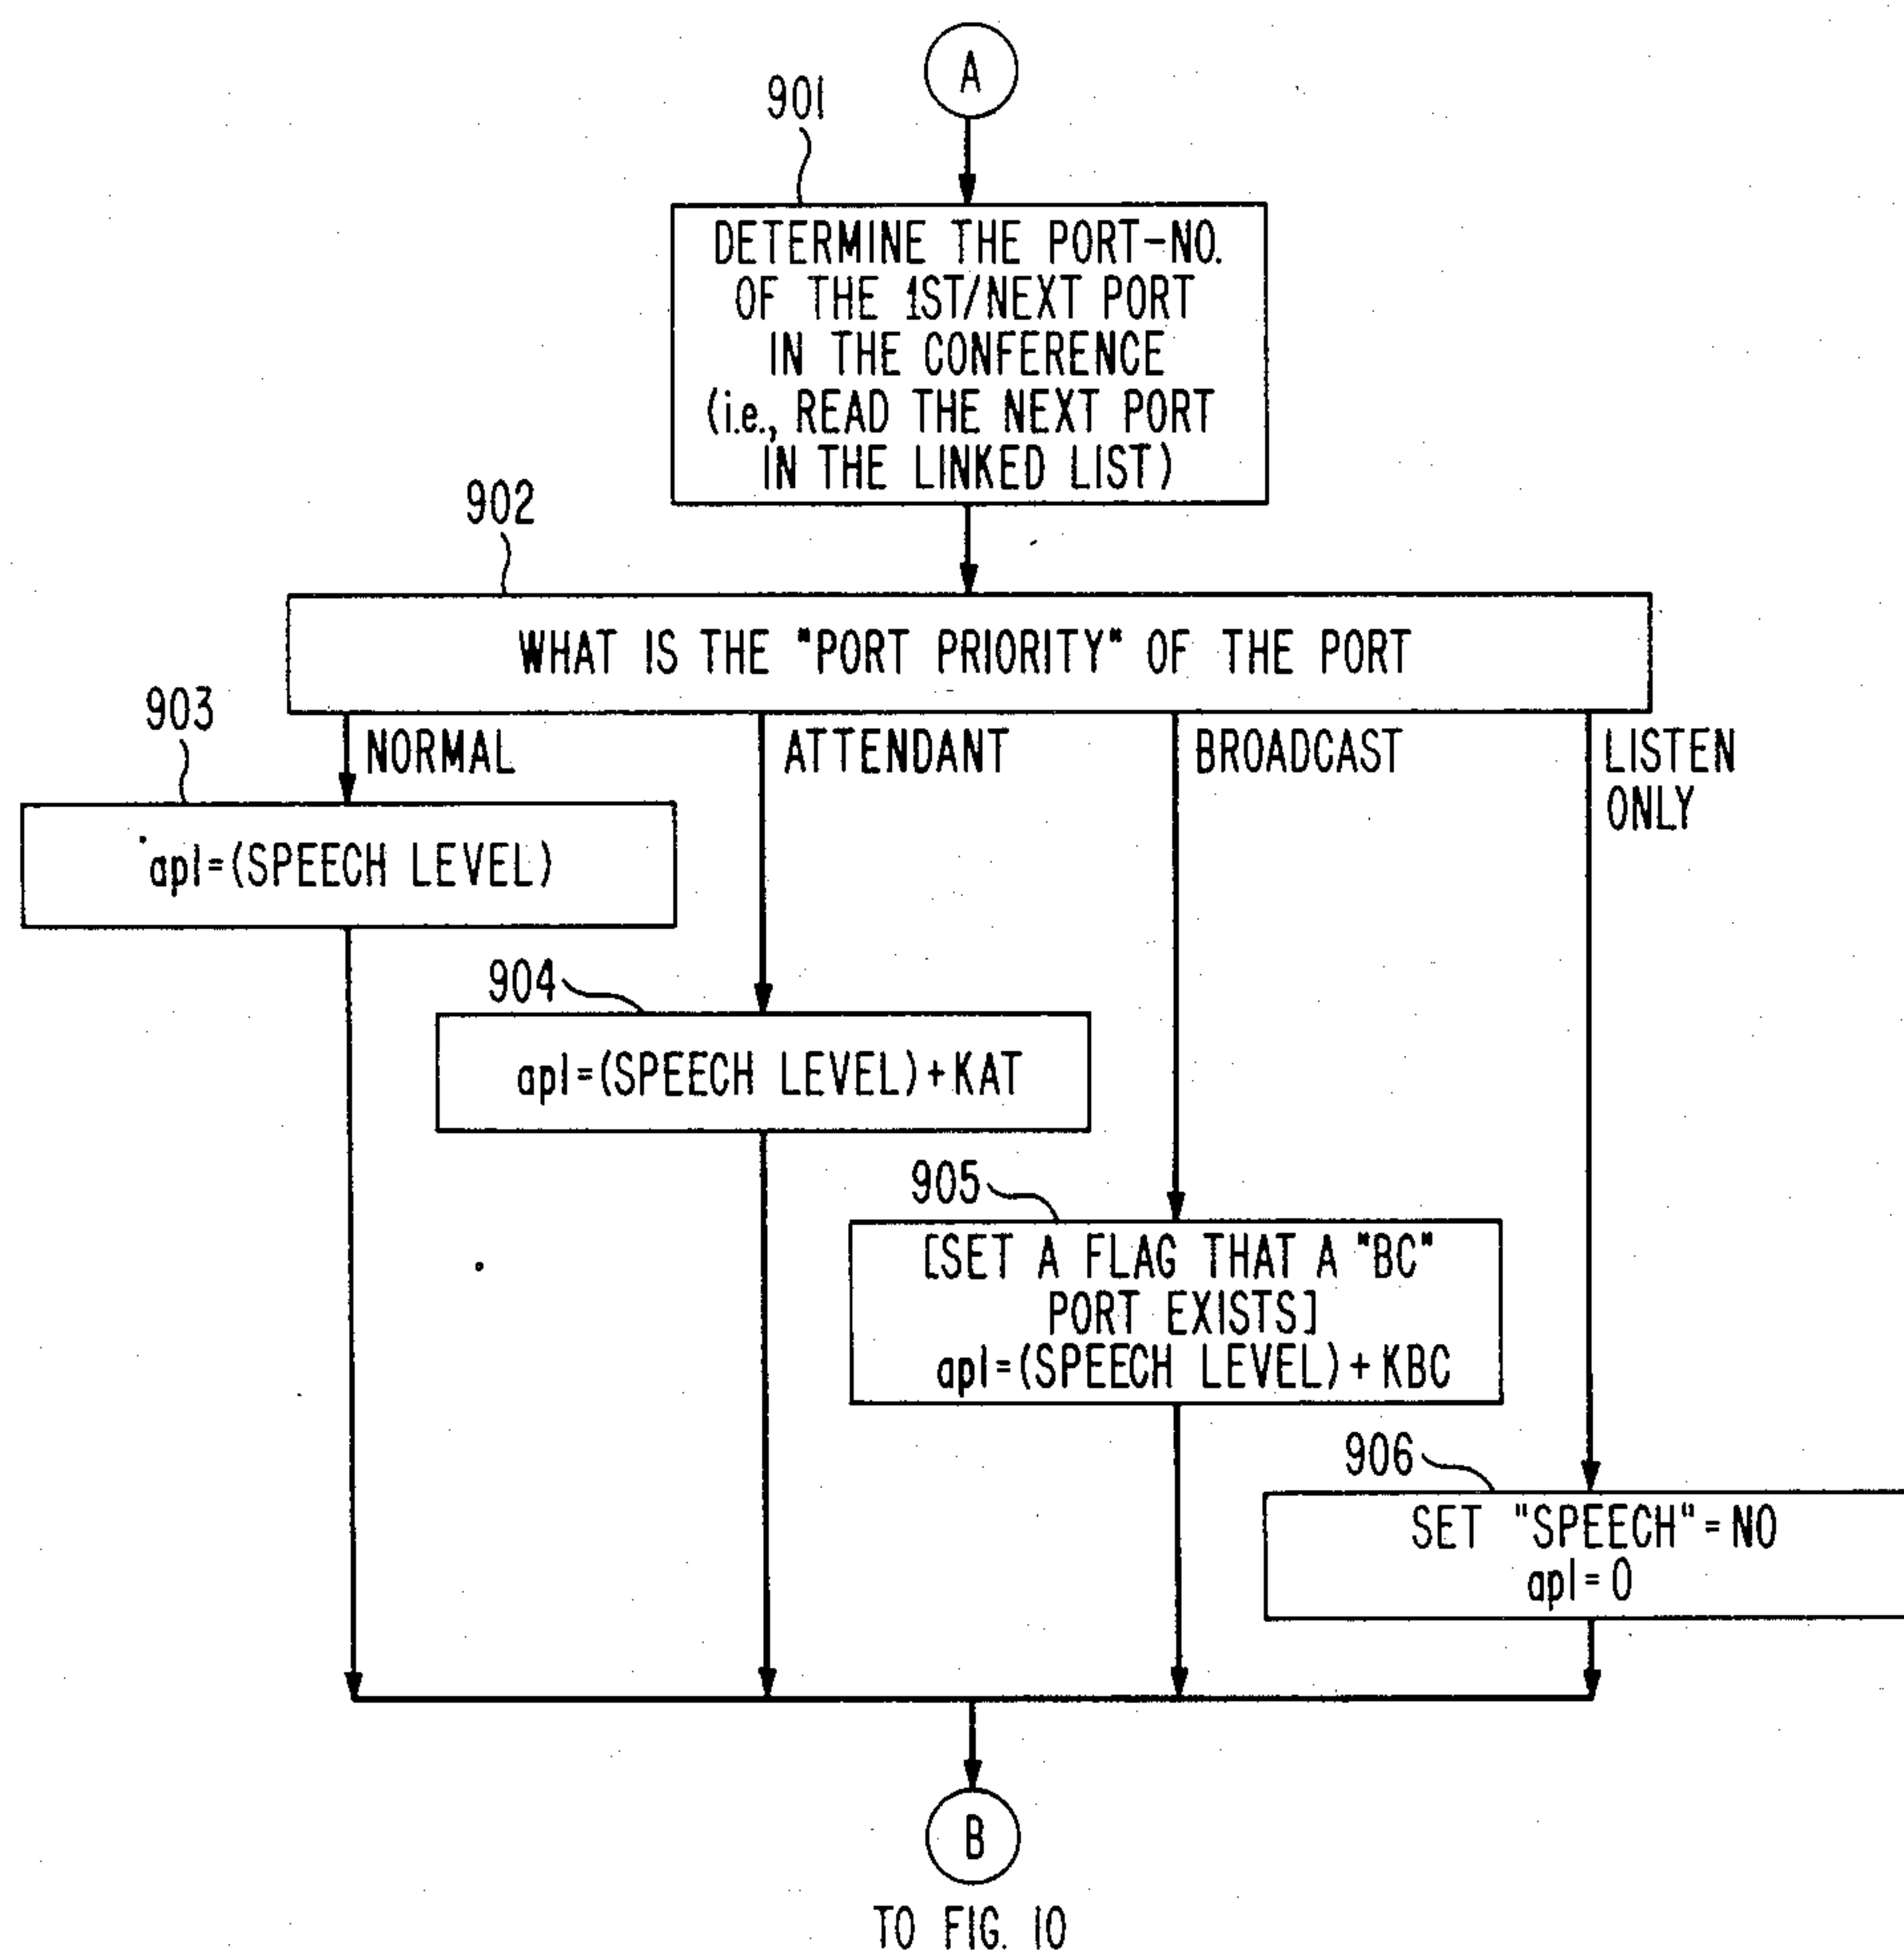 A
901
DETERMINE THE PORT-NO.
OF THE 1ST/NEXT PORT
IN THE CONFERENCE
(i.e., READ THE NEXT PORT
IN THE LINKED LIST)
902
WHAT IS THE "PORT PRIORITY" OF THE PORT
903
NORMAL
ATTENDANT
BROADCAST
LISTEN
ONLY
apl=(SPEECH LEVEL)
904
apl=(SPEECH LEVEL)+KAT
905
[SET A FLAG THAT A "BC"
PORT EXISTS]
apl=(SPEECH LEVEL)+KBC
906
SET "SPEECH"=NO
apl=0
B
TO FIG. 10